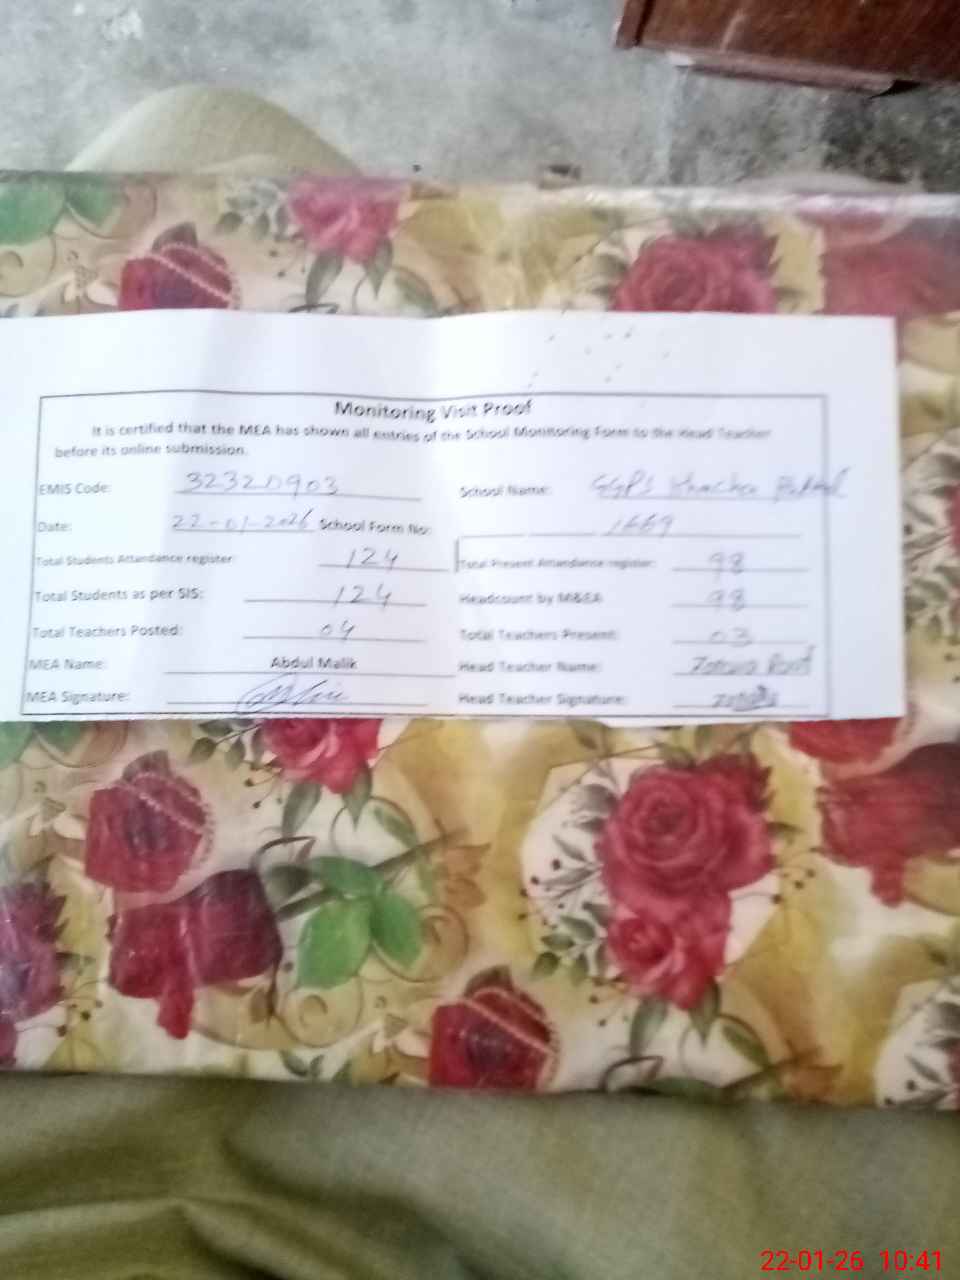 Monitoring Visit Proof
It is certified that the MEA has shown all entries of the School Monitoring Form to the Head Teacher
before its online submission.
EMIS Code: 32320903 School Name: GGPS
Date: 22-01-2026 School Form No: 1669
Total Students Attandance register: 124 Total Present Attandance register: 98
Total Students as per SIS: 124 Headcount by M&EA 98
Total Teachers Posted: 04 Total Teachers Present: 03
MEA Name: Abdul Malik Head Teacher Name:
MEA Signature: Head Teacher Signature:
22-01-26 10:41